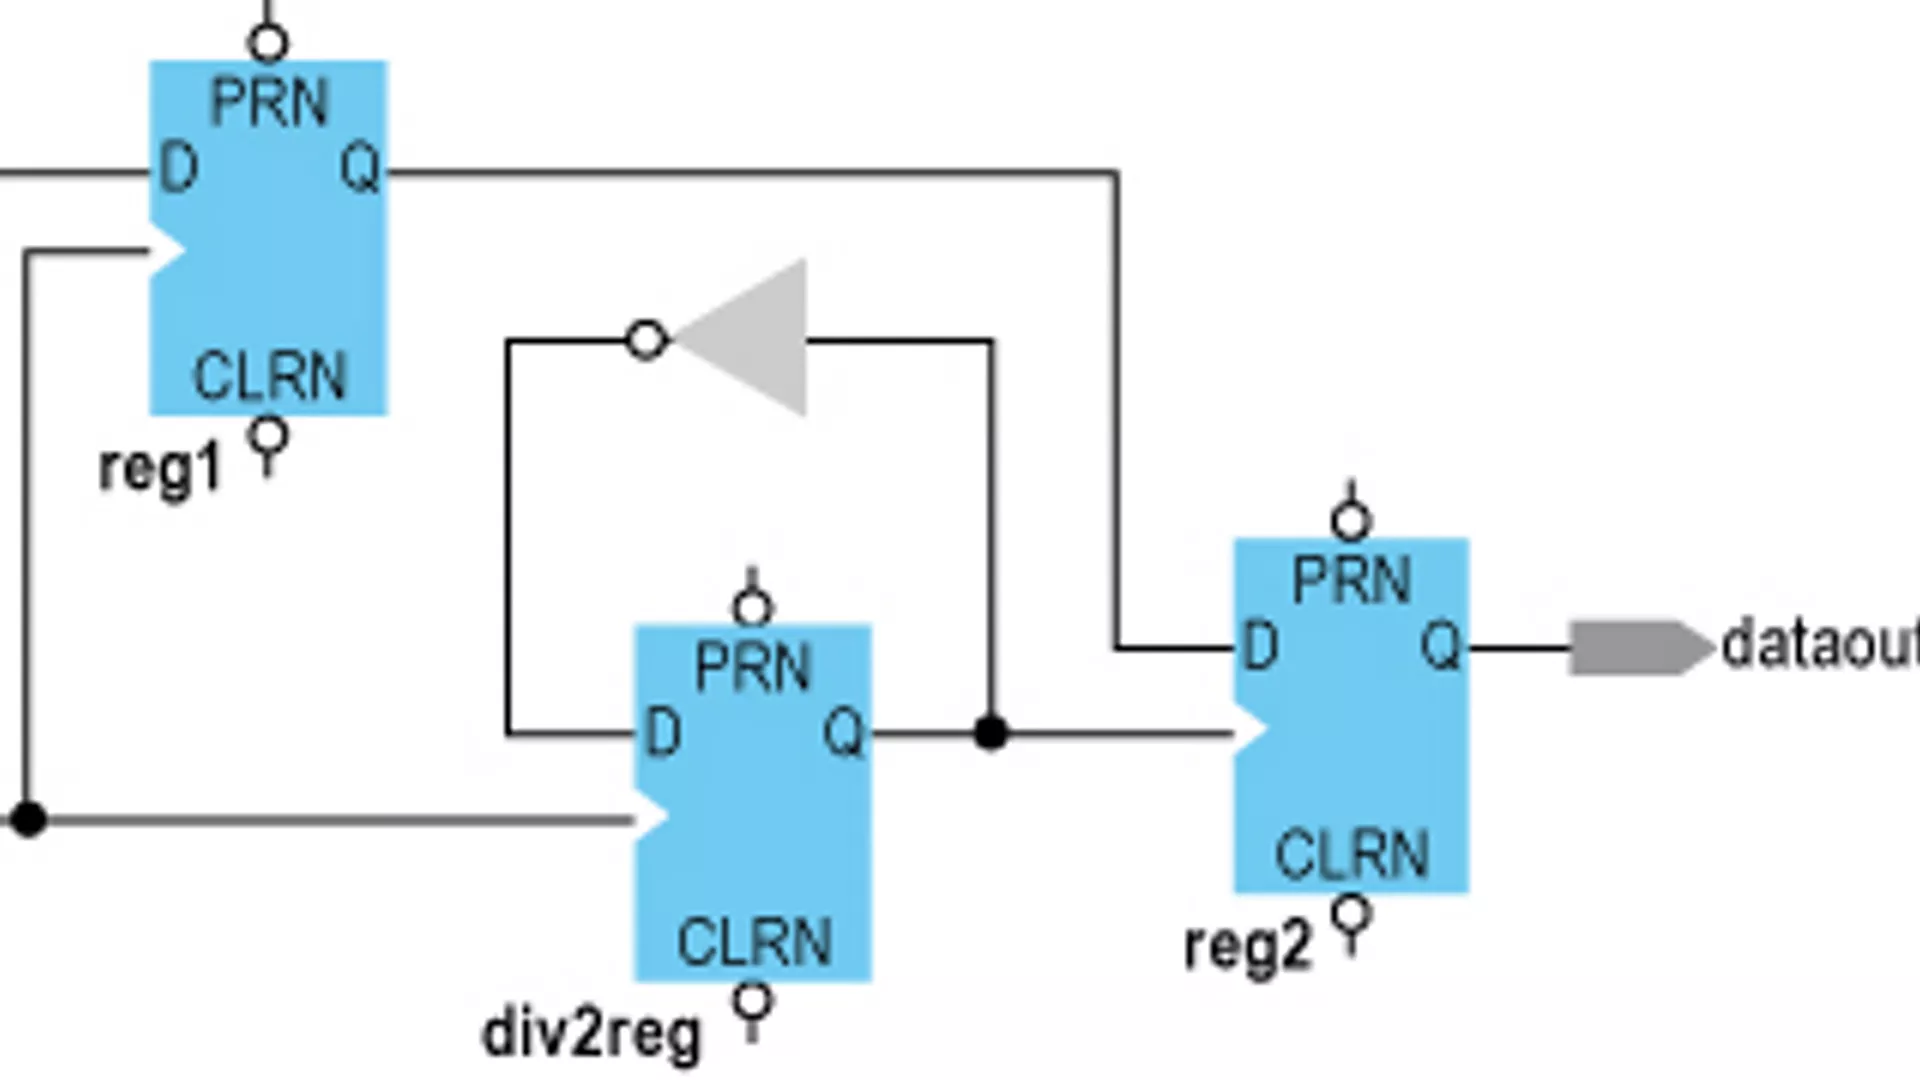 PRN
D Q
CLRN
reg1
PRN
D Q
CLRN
div2reg
PRN
D Q
CLRN
reg2
dataout